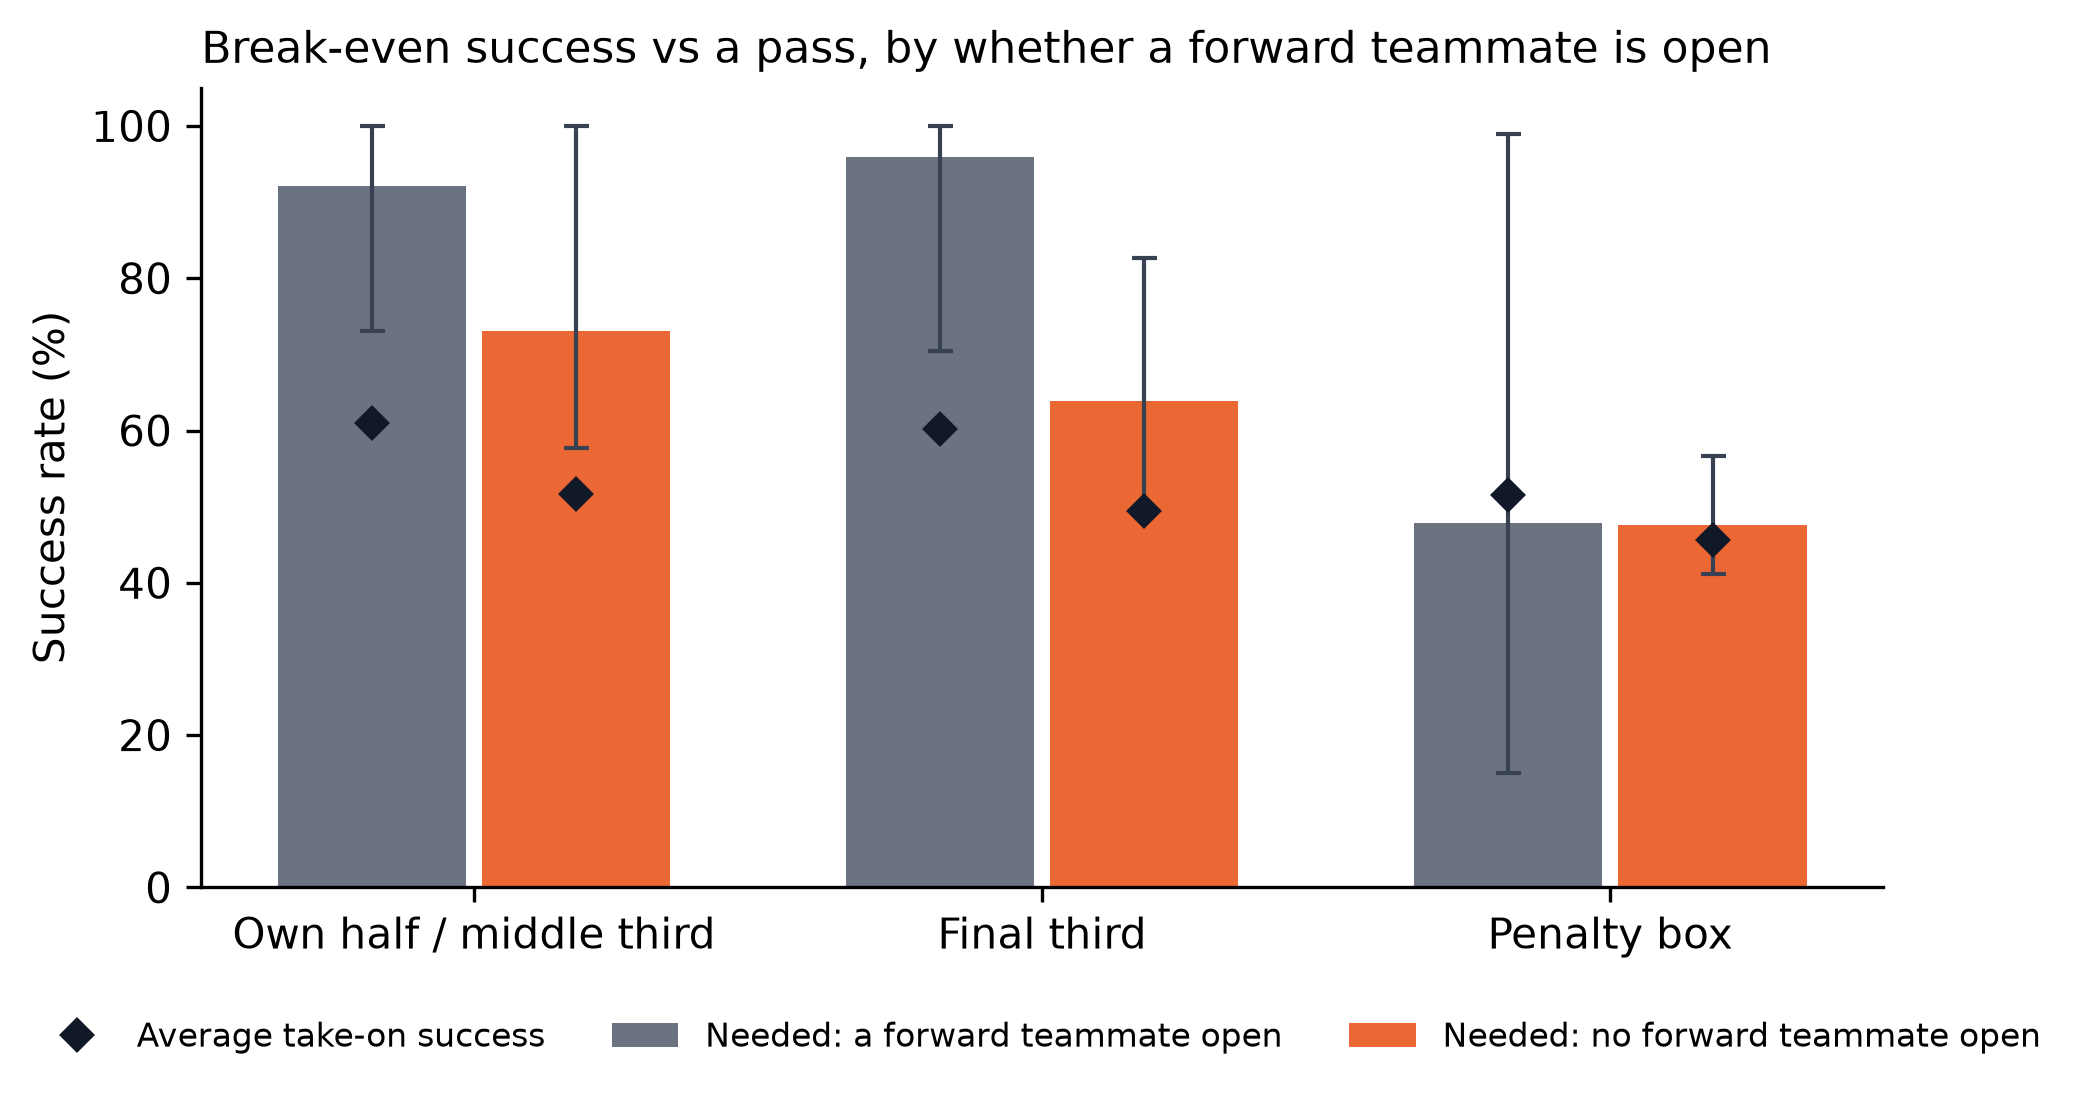 Break-even success vs a pass, by whether a forward teammate is open
Success rate (%)
100
80
60
40
20
0
Own half / middle third
Final third
Penalty box
Average take-on success
Needed: a forward teammate open
Needed: no forward teammate open